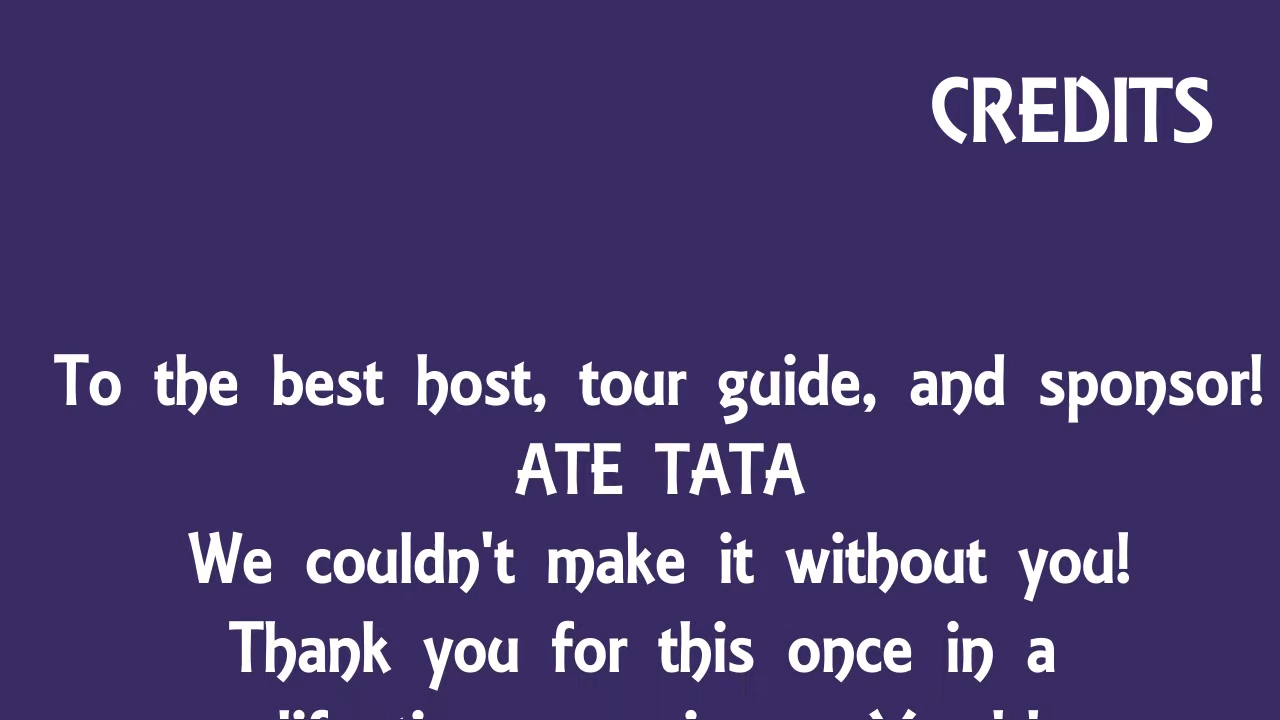 CREDITS
To the best host, tour guide, and sponsor!
ATE TATA
We couldn't make it without you!
Thank you for this once in a